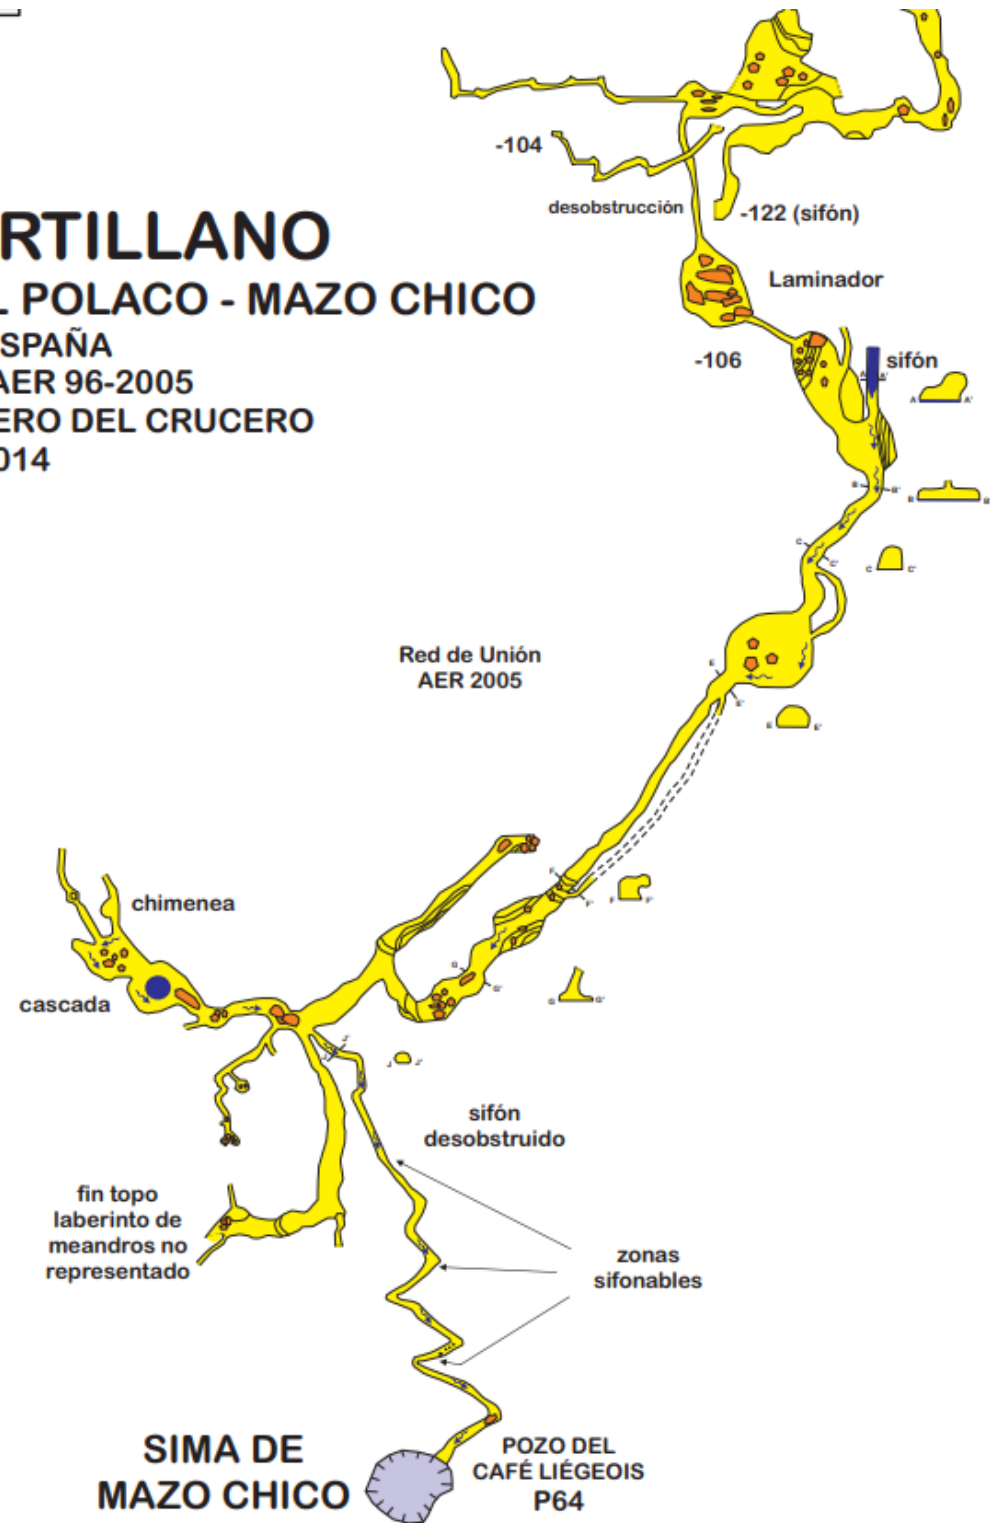 -104
desobstrucción
-122 (sifón)
RTILLANO
L POLACO - MAZO CHICO
SPAÑA
AER 96-2005
ERO DEL CRUCERO
014
Laminador
-106
sifón
A A'
A A'
B B'
B B
C C'
C C'
Red de Unión
AER 2005
E E'
E E'
F F'
F F'
chimenea
cascada
G G'
G G'
J J'
J J'
sifón
desobstruido
fin topo
laberinto de
meandros no
representado
zonas
sifonables
SIMA DE
MAZO CHICO
POZO DEL
CAFÉ LIÉGEOIS
P64